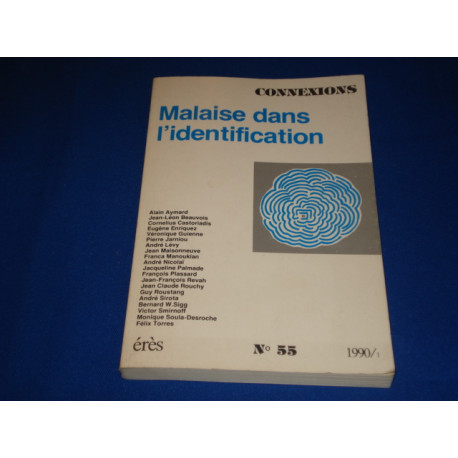 CONNEXIONS
Malaise dans
l'identification
Alain Aymard
Jean-Léon Beauvois
Cornelius Castoriadis
Eugène Enriquez
Véronique Guienne
Pierre Jarniou
André Levy
Jean Maisonneuve
Franca Manoukian
André Nicolaï
Jacqueline Palmade
François Plassard
Jean-François Revah
Jean Claude Rouchy
Guy Roustang
André Sirota
Bernard W.Sigg
Victor Smirnoff
Monique Soula-Desroche
Félix Torres
érès
N° 55
1990/1